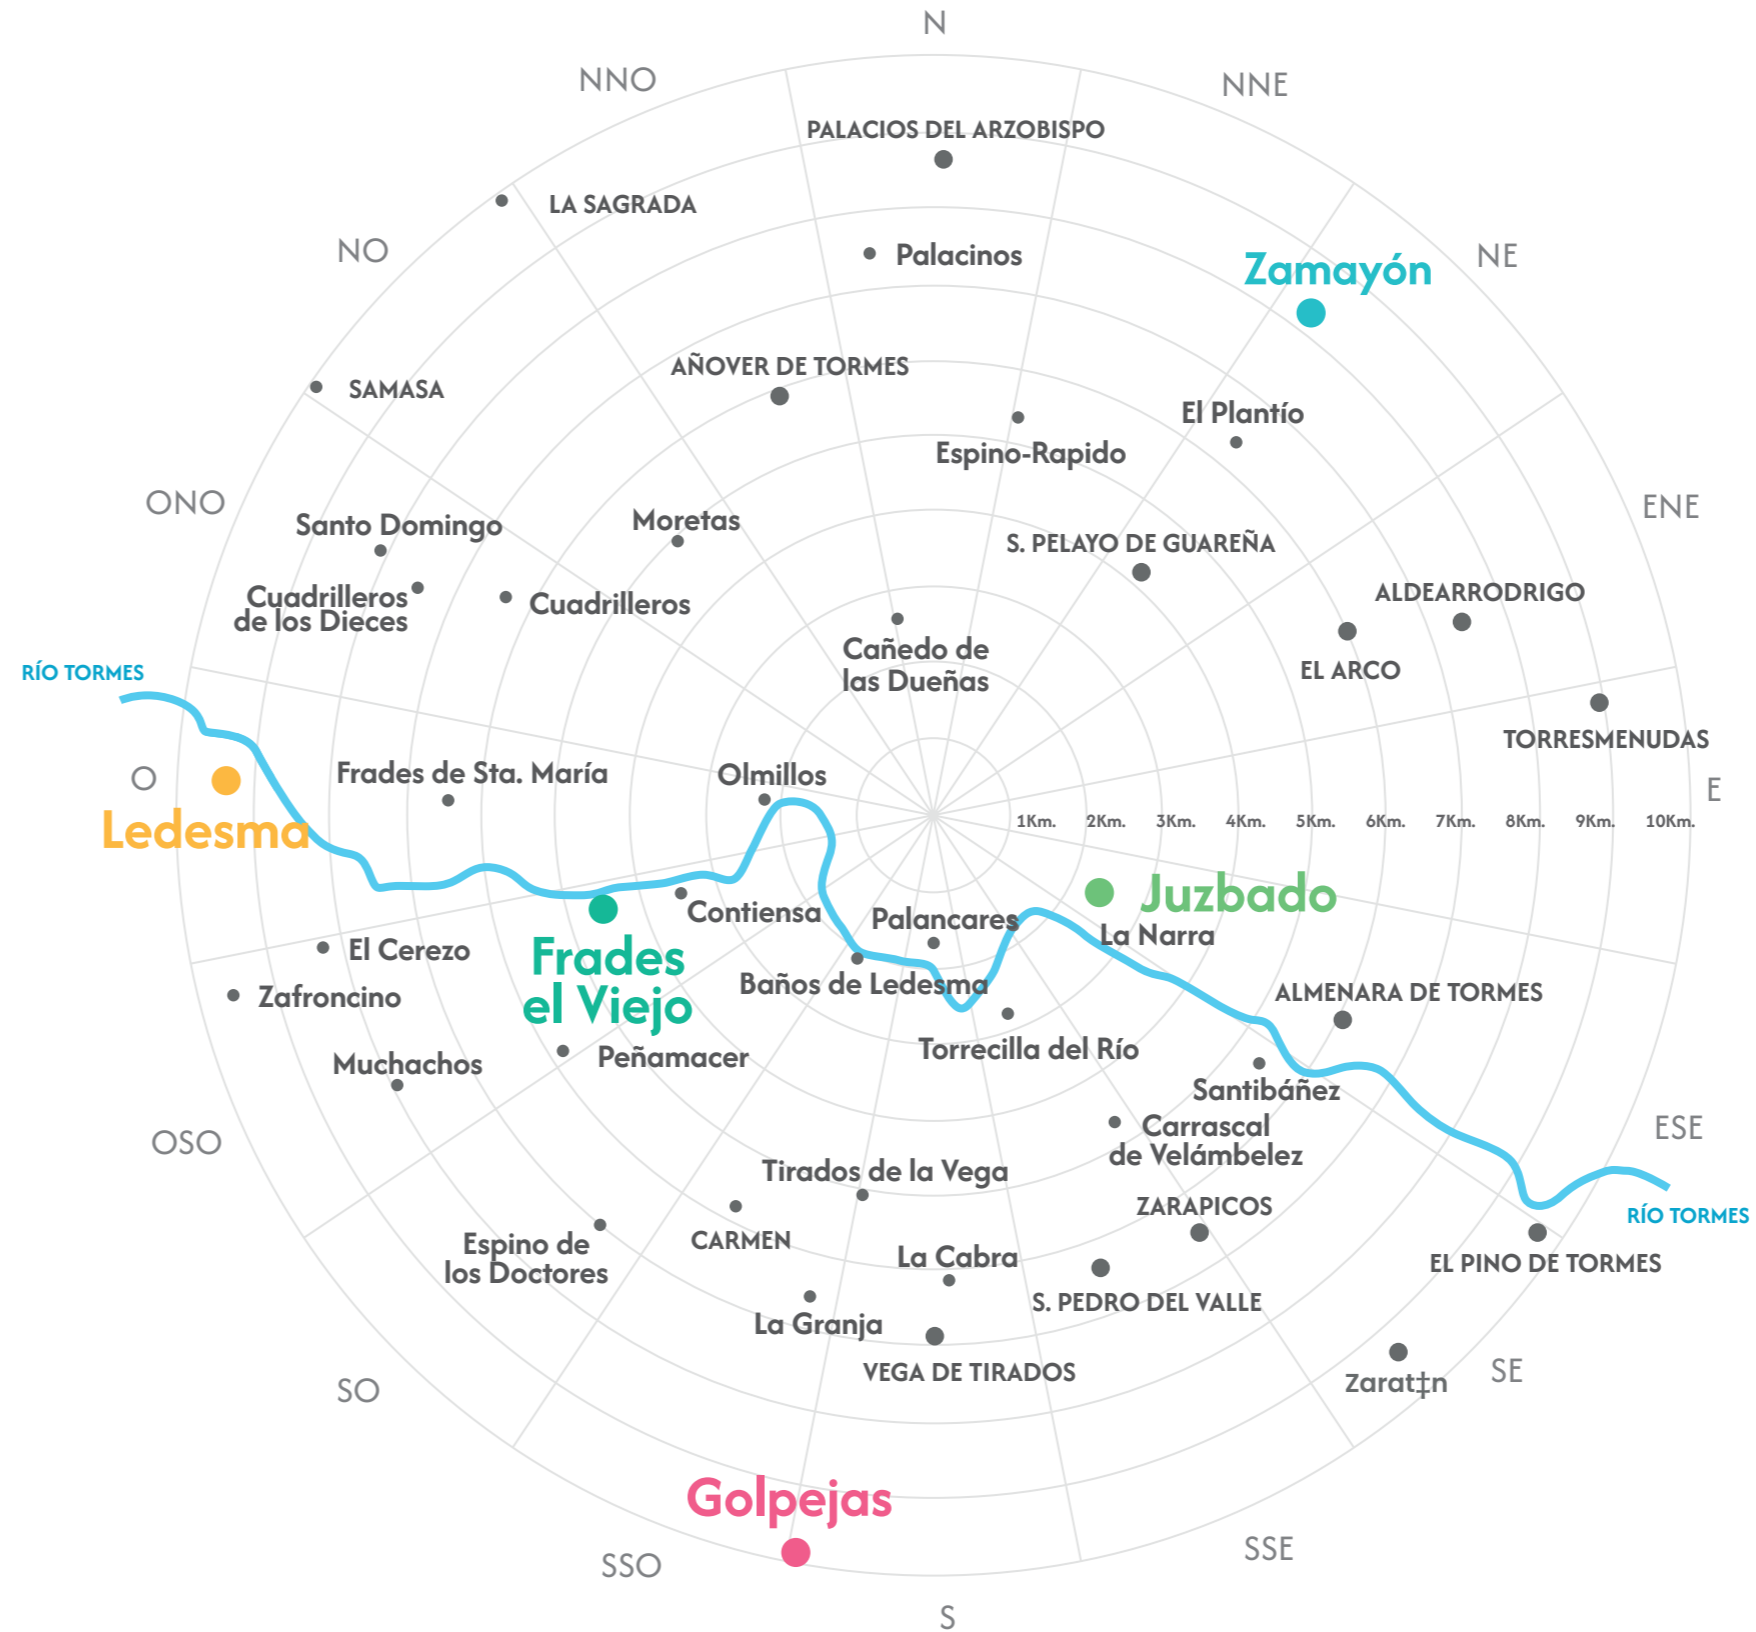 N
NNO
NNE
PALACIOS DEL ARZOBISPO
LA SAGRADA
NO
NE
Palacinos
Zamayón
AÑOVER DE TORMES
SAMASA
El Plantío
Espino-Rapido
ONO
ENE
Santo Domingo
Moretas
S. PELAYO DE GUAREÑA
Cuadrilleros
de los Dieces
Cuadrilleros
ALDEARRODRIGO
Cañedo de
las Dueñas
EL ARCO
RÍO TORMES
TORRESMENUDAS
O
Frades de Sta. María
Olmillos
E
Ledesma
1Km.
2Km.
3Km.
4Km.
5Km.
6Km.
7Km.
8Km.
9Km.
10Km.
Juzbado
Contiensa
Palancares
La Narra
El Cerezo
Frades
el Viejo
Baños de Ledesma
Zafroncino
ALMENARA DE TORMES
Torrecilla del Río
Peñamacer
Muchachos
Santibáñez
OSO
ESE
Carrascal
de Velámbelez
Tirados de la Vega
ZARAPICOS
RÍO TORMES
CARMEN
Espino de
los Doctores
La Cabra
EL PINO DE TORMES
S. PEDRO DEL VALLE
La Granja
VEGA DE TIRADOS
SE
Zarat‡n
SO
Golpejas
SSO
SSE
S